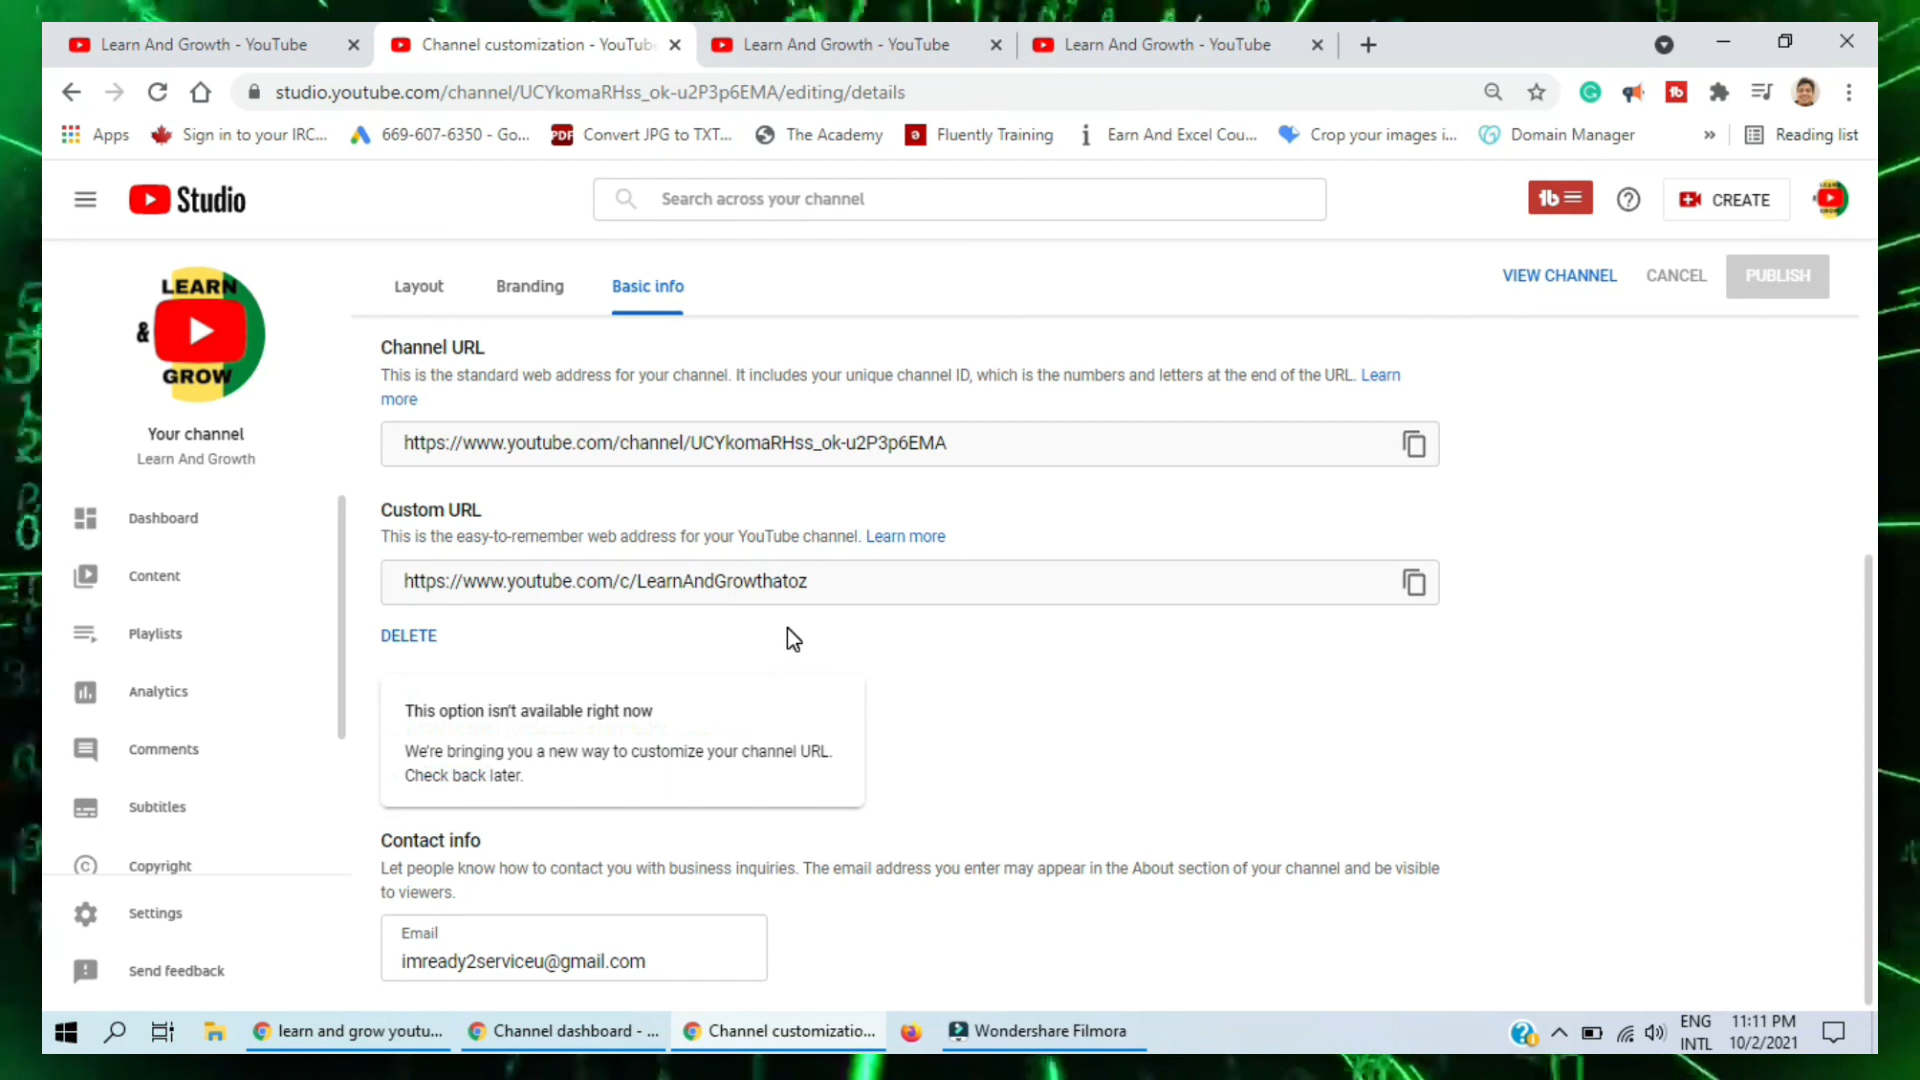 Learn And Growth - YouTube
Channel customization - YouTub
Learn And Growth - YouTube
Learn And Growth - YouTube
studio.youtube.com/channel/UCYkomaRHss_ok-u2P3p6EMA/editing/details
Apps
Sign in to your IRC...
669-607-6350 - Go...
PDF
Convert JPG to TXT...
The Academy
Fluently Training
Earn And Excel Cou...
Crop your images i...
Domain Manager
»
Reading list
Studio
Search across your channel
CREATE
LEARN
&
GROW
Your channel
Learn And Growth
Dashboard
Content
Playlists
Analytics
Comments
Subtitles
Copyright
Settings
Send feedback
Layout
Branding
Basic info
VIEW CHANNEL
CANCEL
PUBLISH
Channel URL
This is the standard web address for your channel. It includes your unique channel ID, which is the numbers and letters at the end of the URL. Learn
more
https://www.youtube.com/channel/UCYkomaRHss_ok-u2P3p6EMA
Custom URL
This is the easy-to-remember web address for your YouTube channel. Learn more
https://www.youtube.com/c/LearnAndGrowthatoz
DELETE
This option isn't available right now
We're bringing you a new way to customize your channel URL.
Check back later.
Contact info
Let people know how to contact you with business inquiries. The email address you enter may appear in the About section of your channel and be visible
to viewers.
Email
imready2serviceu@gmail.com
learn and grow youtu...
Channel dashboard - ...
Channel customizatio...
Wondershare Filmora
ENG
INTL
11:11 PM
10/2/2021